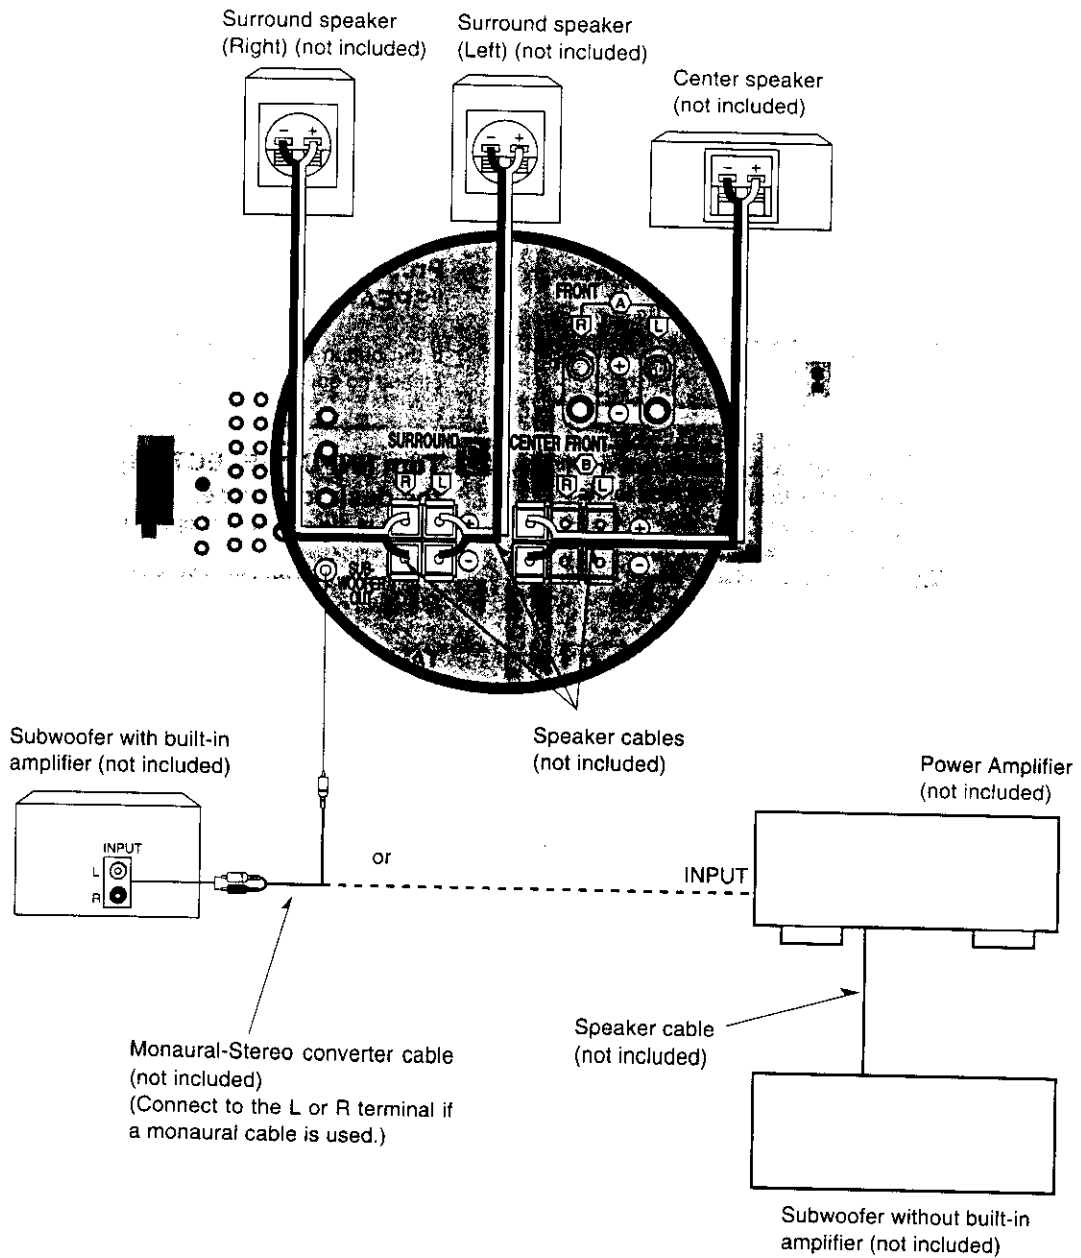 Surround speaker
(Right) (not included)
Surround speaker
(Left) (not included)
Center speaker
(not included)
− +
− +
− +
FRONT
A
R L
+
−
SURROUND
CENTER FRONT
B
R L
R L
+
+
−
−
SUB
WOOFER
OUT
Speaker cables
(not included)
Subwoofer with built-in
amplifier (not included)
Power Amplifier
(not included)
INPUT
L
R
or
INPUT
Speaker cable
(not included)
Monaural-Stereo converter cable
(not included)
(Connect to the L or R terminal if
a monaural cable is used.)
Subwoofer without built-in
amplifier (not included)